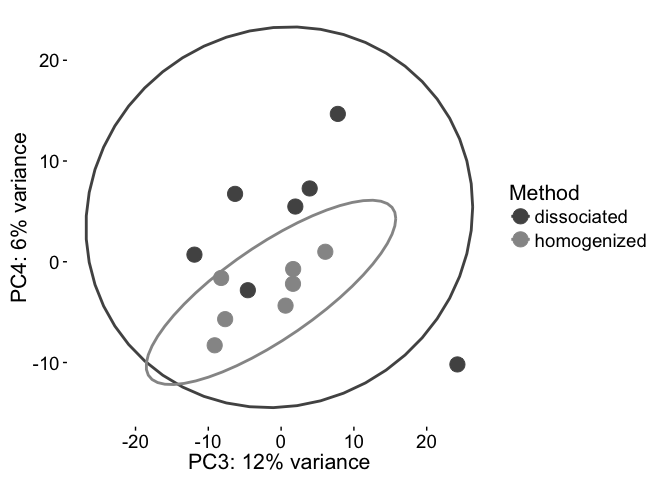 20
10
0
-10
PC4: 6% variance
-20 -10 0 10 20
PC3: 12% variance
Method
dissociated
homogenized